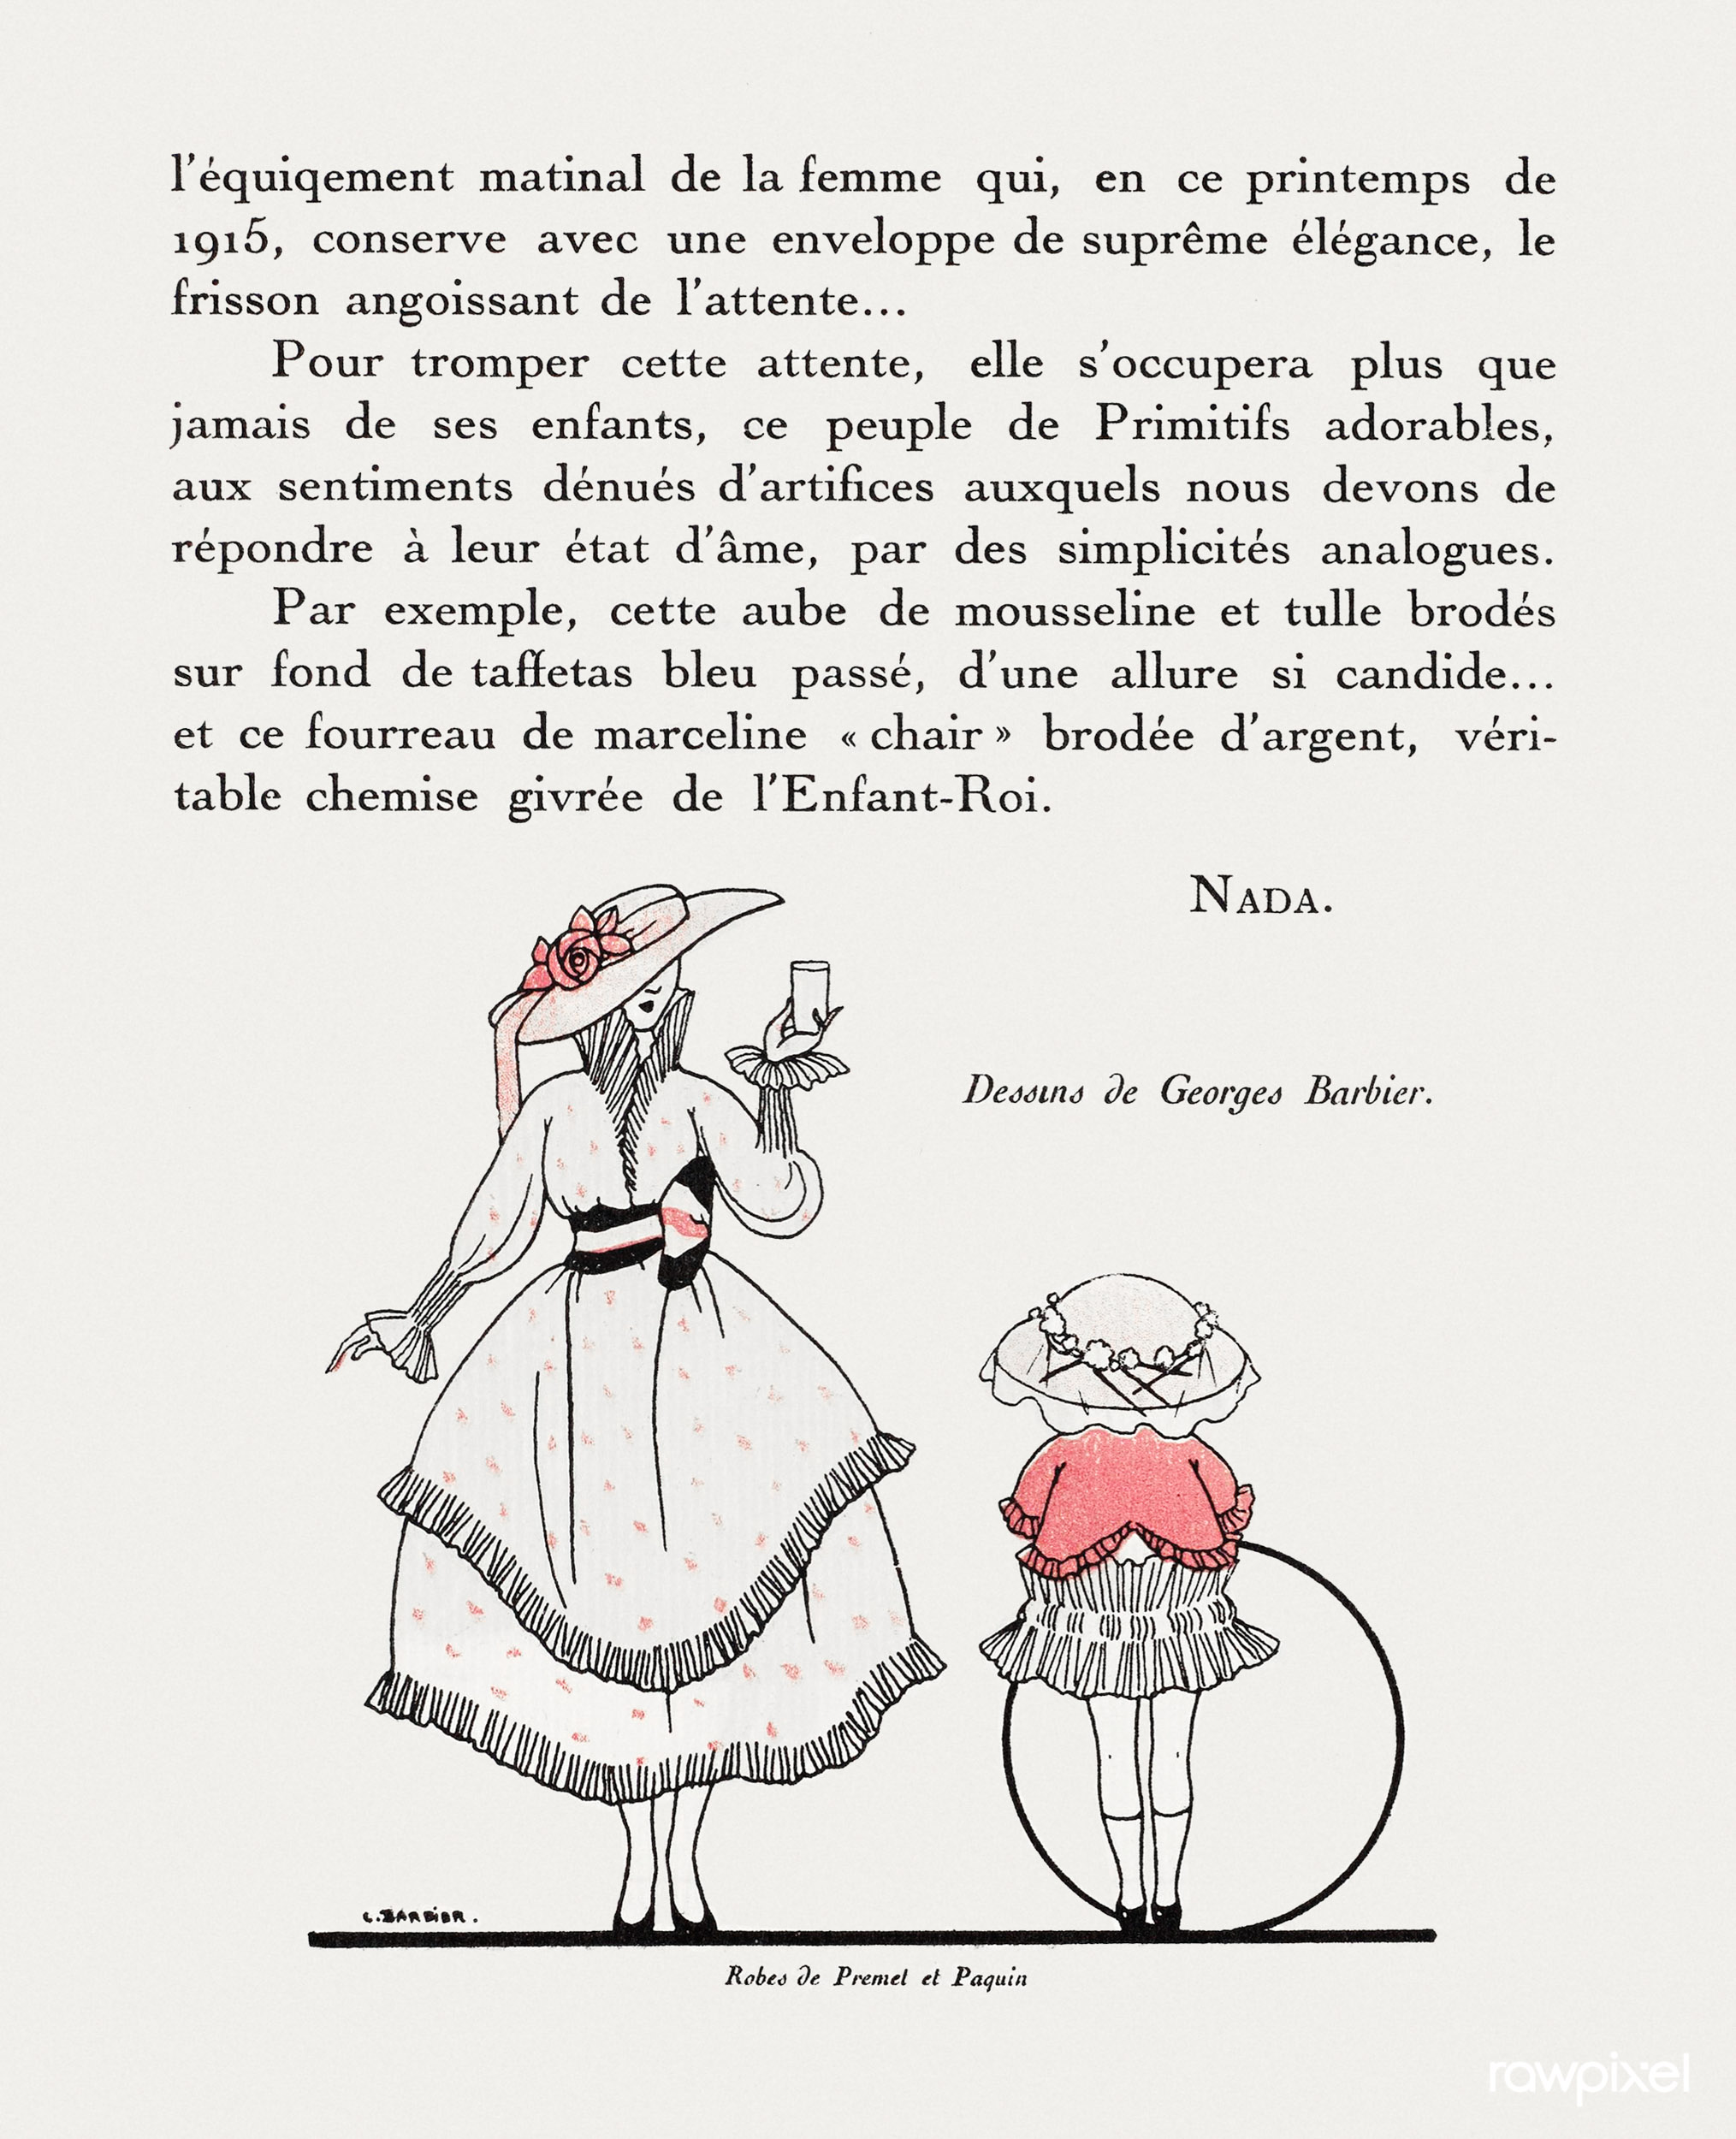 l'équiqement matinal de la femme qui, en ce printemps de
1915, conserve avec une enveloppe de suprême élégance, le
frisson angoissant de l'attente...
Pour tromper cette attente, elle s'occupera plus que
jamais de ses enfants, ce peuple de Primitifs adorables,
aux sentiments dénués d'artifices auxquels nous devons de
répondre à leur état d'âme, par des simplicités analogues.
Par exemple, cette aube de mousseline et tulle brodés
sur fond de taffetas bleu passé, d'une allure si candide...
et ce fourreau de marceline « chair » brodée d'argent, véri-
table chemise givrée de l'Enfant-Roi.
NADA.
Dessins de Georges Barbier.
G. BARBIER.
Robes de Premet et Paquin
rawpixel